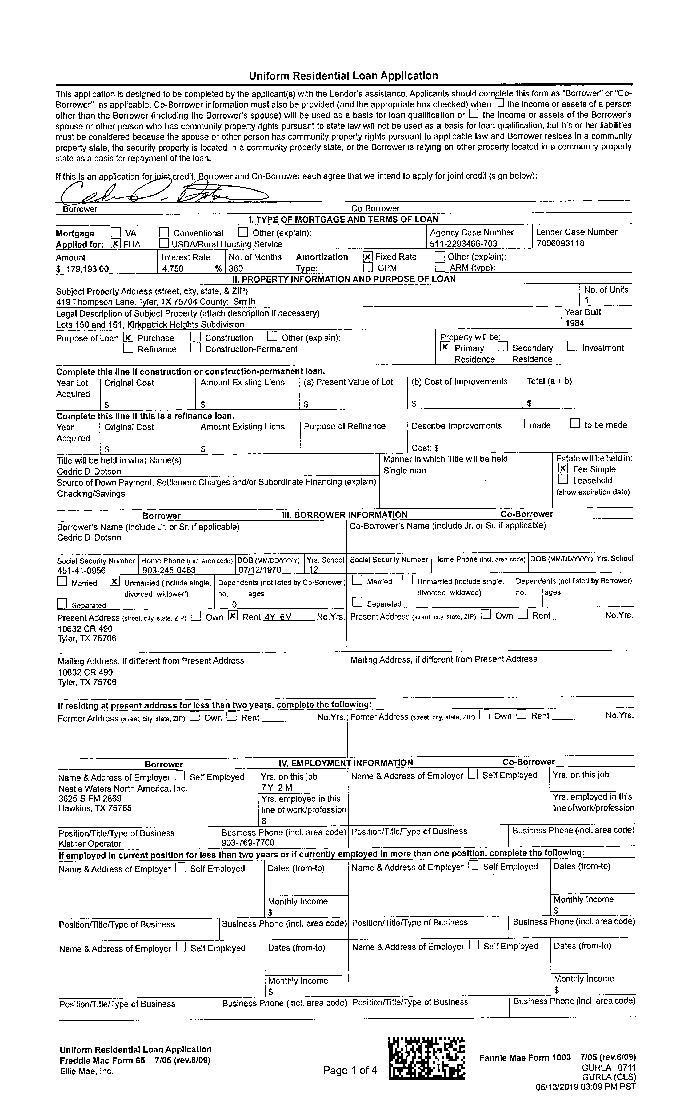 Uniform Residential Loan Application
This application is designed to be completed by the applicant(s) with the Lender's assistance. Applicants should complete this form as "Borrower" or "Co-
Borrower" as applicable. Co-Borrower information must also be provided (and the appropriate box checked) when the income or assets of a person
other than the Borrower (including the Borrower's spouse) will be used as a basis for loan qualification or the income or assets of the Borrower's
spouse or other person who has community property rights pursuant to state law will not be used as a basis for loan qualification, but his or her liabilities
must be considered because the spouse or other person has community property rights pursuant to applicable law and Borrower resides in a community
property state, the security property is located in a community property state, or the Borrower is relying on other property located in a community property
state as a basis for repayment of the loan.
If this is an application for joint credit, Borrower and Co-Borrower each agree that we intend to apply for joint credit (sign below):
Borrower Co-Borrower
I. TYPE OF MORTGAGE AND TERMS OF LOAN
Mortgage VA Conventional Other (explain): Agency Case Number Lender Case Number
Applied for: x FHA USDA/Rural Housing Service 511-2293466-703 7006093118
Amount Interest Rate No. of Months Amortization x Fixed Rate Other (explain):
$ 179,193.00 4.750 % 360 Type: GPM ARM (type):
II. PROPERTY INFORMATION AND PURPOSE OF LOAN
Subject Property Address (street, city, state, & ZIP) No. of Units
419 Thompson Lane, Tyler, TX 75704 County: Smith 1
Legal Description of Subject Property (attach description if necessary) Year Built
Lots 150 and 151, Kirkpatrick Heights Subdivision 1984
Purpose of Loan x Purchase Construction Other (explain): Property will be:
Refinance Construction-Permanent x Primary Residence Secondary Residence Investment
Complete this line if construction or construction-permanent loan.
Year Lot Acquired Original Cost Amount Existing Liens (a) Present Value of Lot (b) Cost of Improvements Total (a + b)
$ $ $ $ $
Complete this line if this is a refinance loan.
Year Acquired Original Cost Amount Existing Liens Purpose of Refinance Describe Improvements made to be made
$ $ Cost: $
Title will be held in what Name(s) Manner in which Title will be held Estate will be held in:
Cedric D Dotson Single man x Fee Simple
Source of Down Payment, Settlement Charges and/or Subordinate Financing (explain) Leasehold
Checking/Savings (show expiration date)
Borrower III. BORROWER INFORMATION Co-Borrower
Borrower's Name (include Jr. or Sr. if applicable) Co-Borrower's Name (include Jr. or Sr. if applicable)
Cedric D Dotson
Social Security Number Home Phone (incl. area code) DOB (MM/DD/YYYY) Yrs. School Social Security Number Home Phone (incl. area code) DOB (MM/DD/YYYY) Yrs. School
07/12/1970 12
Married x Unmarried (include single, divorced, widowed) Dependents (not listed by Co-Borrower) Married Unmarried (include single, divorced, widowed) Dependents (not listed by Borrower)
Separated no. ages Separated no. ages
0
Present Address (street, city, state, ZIP) Own x Rent 4Y 6M No.Yrs. Present Address (street, city, state, ZIP) Own Rent No.Yrs.
10632 CR 490
Tyler, TX 75706
Mailing Address, if different from Present Address Mailing Address, if different from Present Address
10632 CR 490
Tyler, TX 75706
If residing at present address for less than two years, complete the following:
Former Address (street, city, state, ZIP) Own Rent No.Yrs. Former Address (street, city, state, ZIP) Own Rent No.Yrs.
Borrower IV. EMPLOYMENT INFORMATION Co-Borrower
Name & Address of Employer Self Employed Yrs. on this job Name & Address of Employer Self Employed Yrs. on this job
Nestle Waters North America, Inc. 7Y 2M
3625 S FM 2869 Yrs. employed in this line of work/profession Yrs. employed in this line of work/profession
Hawkins, TX 75765 8
Position/Title/Type of Business Business Phone (incl. area code) Position/Title/Type of Business Business Phone (incl. area code)
Operator 903-769-7700
If employed in current position for less than two years or if currently employed in more than one position, complete the following:
Name & Address of Employer Self Employed Dates (from-to) Name & Address of Employer Self Employed Dates (from-to)
Monthly Income Monthly Income
$ $
Position/Title/Type of Business Business Phone (incl. area code) Position/Title/Type of Business Business Phone (incl. area code)
Name & Address of Employer Self Employed Dates (from-to) Name & Address of Employer Self Employed Dates (from-to)
Monthly Income Monthly Income
$ $
Position/Title/Type of Business Business Phone (incl. area code) Position/Title/Type of Business Business Phone (incl. area code)
Uniform Residential Loan Application
Freddie Mac Form 65 7/05 (rev.6/09)
Ellie Mae, Inc.
Page 1 of 4
Fannie Mae Form 1003 7/05 (rev.6/09)
GURLA 0711
GURLA (CLS)
06/13/2019 03:09 PM PST